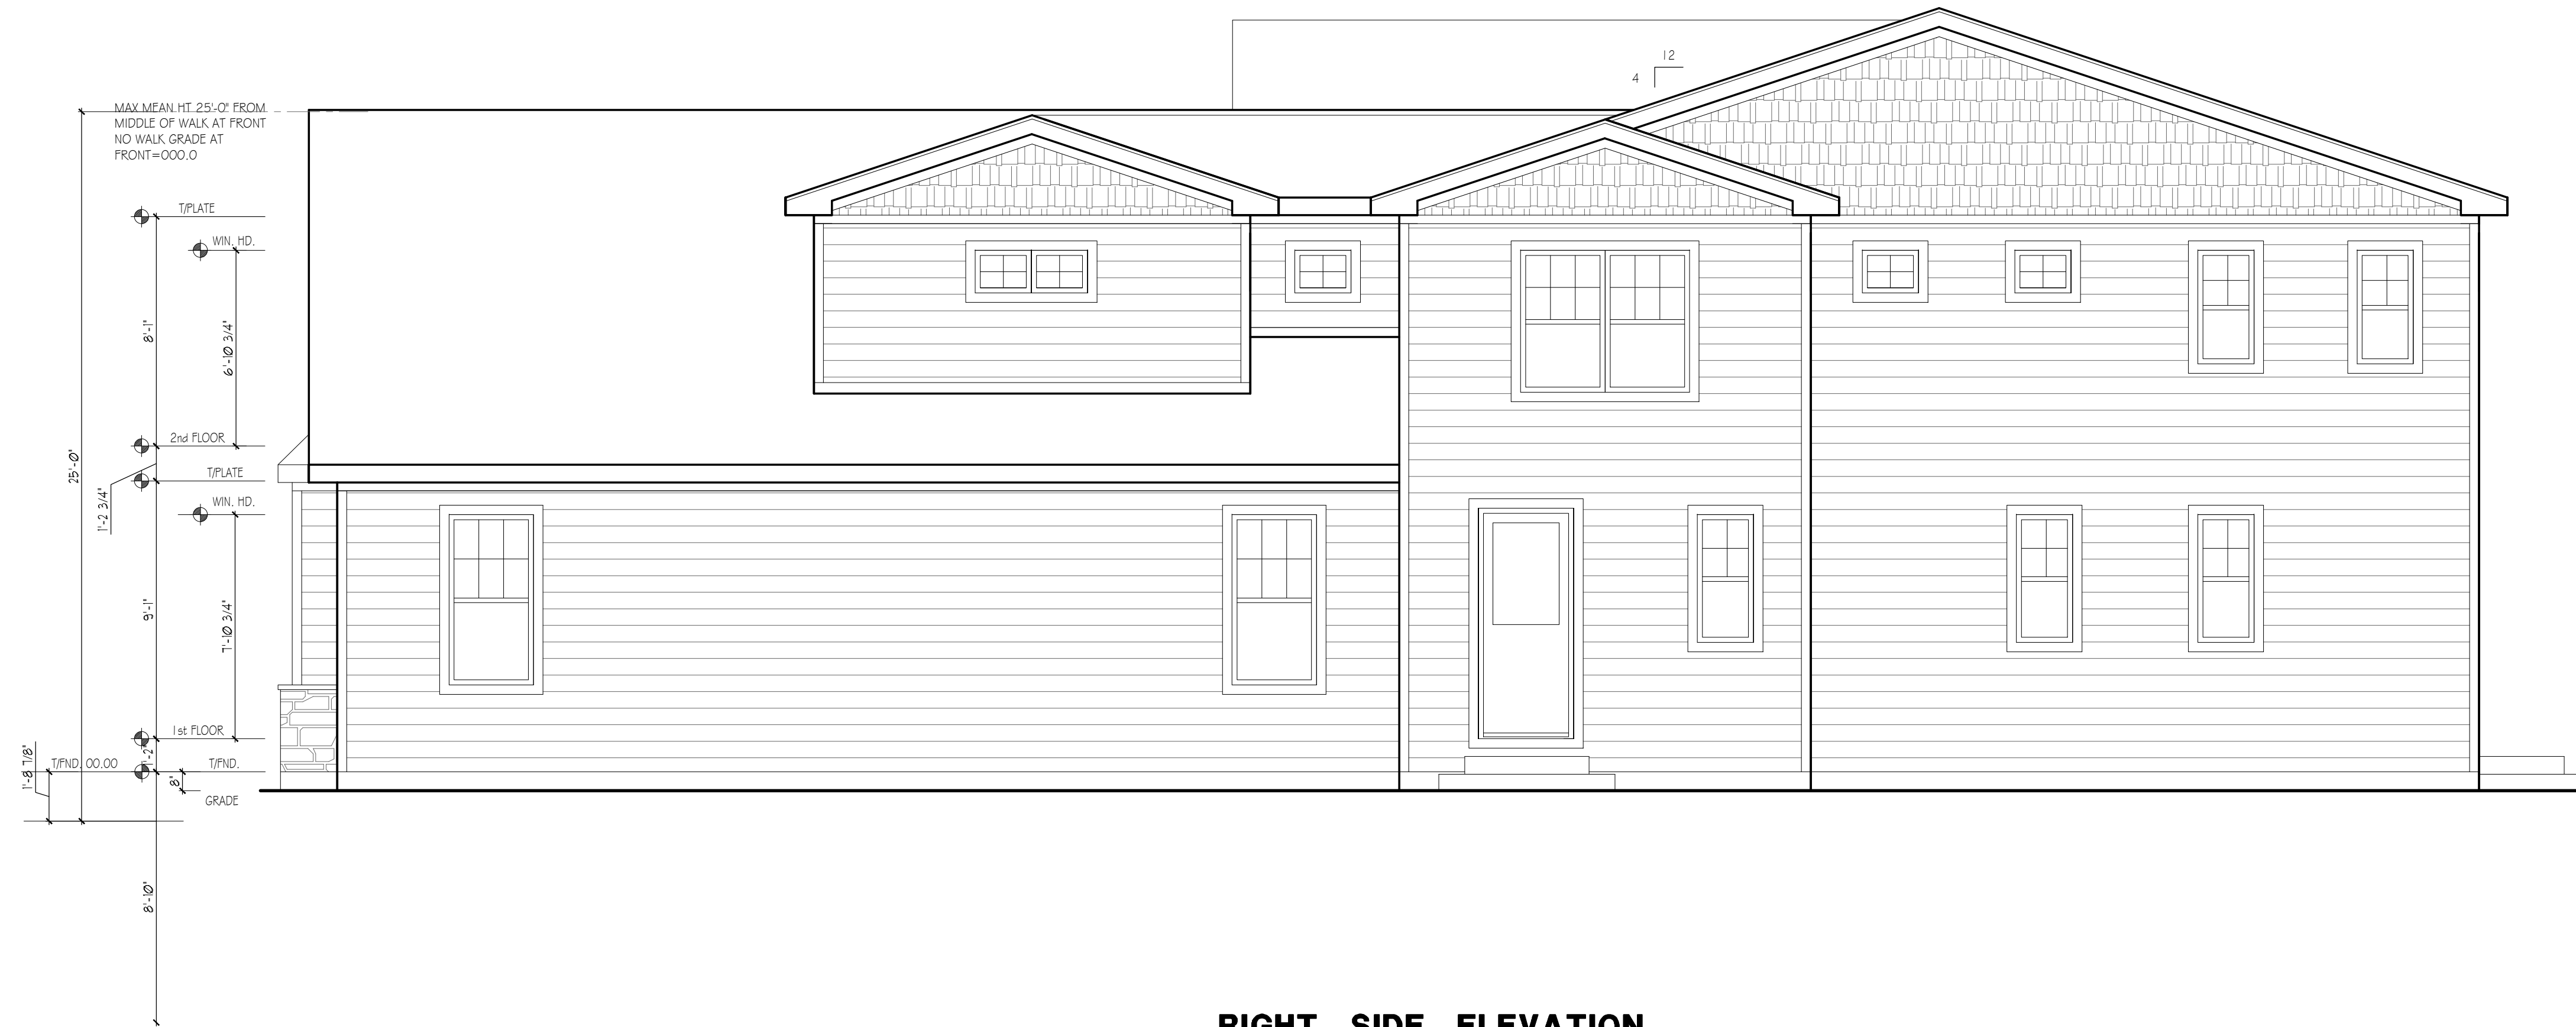 12
4
MAX MEAN HT 25'-0" FROM
MIDDLE OF WALK AT FRONT
NO WALK GRADE AT
FRONT=000.0
T/PLATE
WIN. HD.
8'-1"
6'-10 3/4"
2nd FLOOR
25'-0"
T/PLATE
1'-2 3/4"
WIN. HD.
9'-1"
7'-10 3/4"
1st FLOOR
1'-2"
1'-8 7/8"
T/FND. 00.00
T/FND.
8"
GRADE
8'-10"
RIGHT SIDE ELEVATION